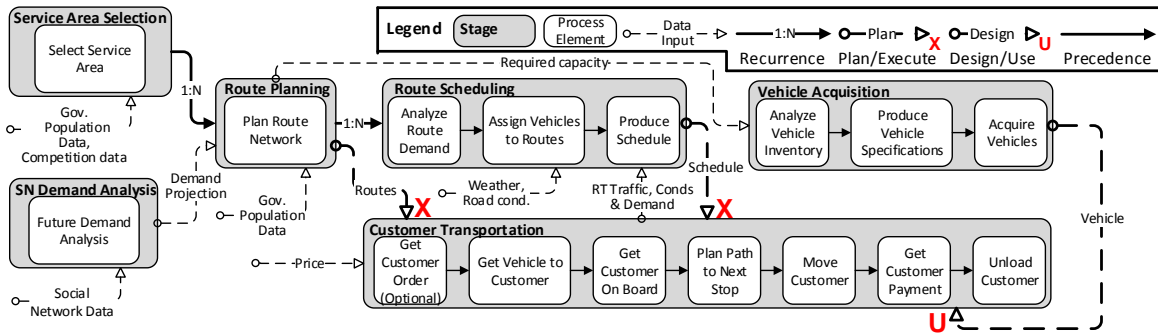 Service Area Selection
Select Service
Area
Gov.
Population
Data,
Competition data
SN Demand Analysis
Future Demand
Analysis
Social
Network Data
1:N
Demand
Projection
Legend
Stage
Process
Element
Data
Input
1:N
Recurrence
Plan
X
Plan/Execute
Design
U
Design/Use
Precedence
Required capacity
Route Planning
Plan Route
Network
Gov.
Population
Data
1:N
Routes
X
Route Scheduling
Analyze
Route
Demand
Assign Vehicles
to Routes
Produce
Schedule
Weather,
Road cond.
RT Traffic, Conds
& Demand
Schedule
X
Vehicle Acquisition
Analyze
Vehicle
Inventory
Produce
Vehicle
Specifications
Acquire
Vehicles
Vehicle
Customer Transportation
Price
Get
Customer
Order
(Optional)
Get Vehicle to
Customer
Get
Customer
On Board
Plan Path
to Next
Stop
Move
Customer
Get
Customer
Payment
Unload
Customer
U